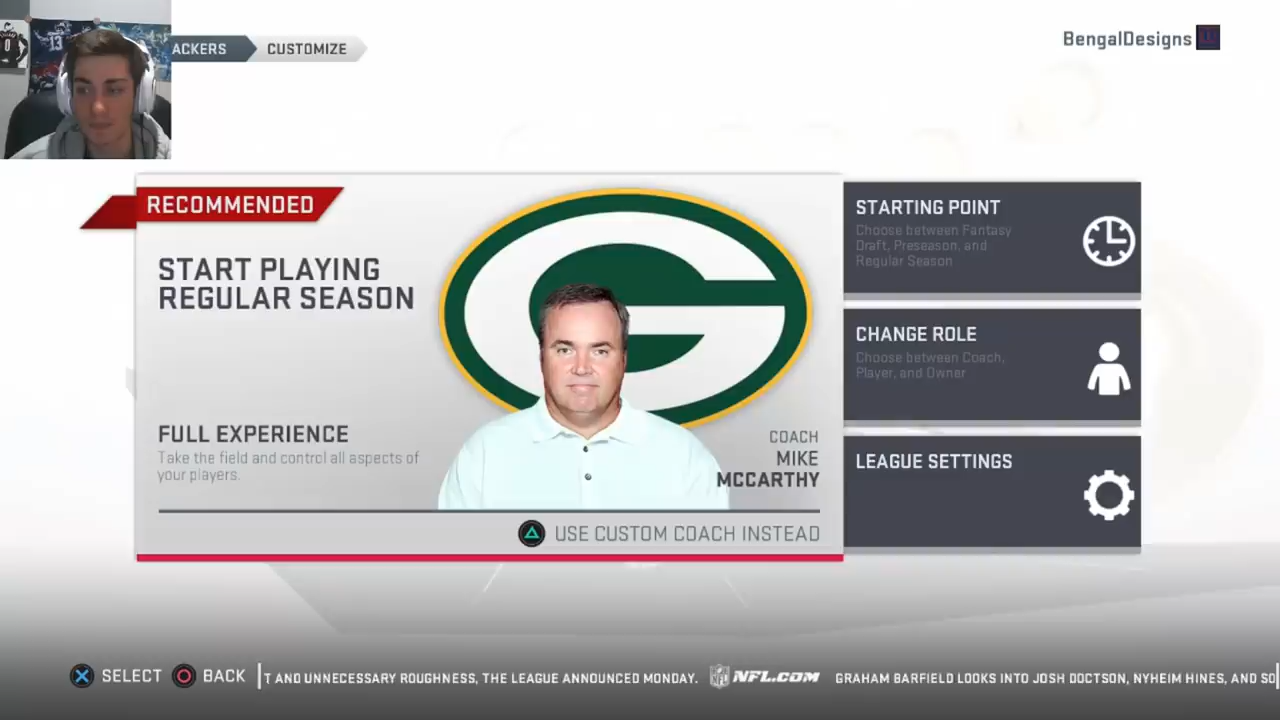 ACKERS
CUSTOMIZE
BengalDesigns
13
0
RECOMMENDED
START PLAYING
REGULAR SEASON
FULL EXPERIENCE
Take the field and control all aspects of
your players.
COACH
MIKE
MCCARTHY
USE CUSTOM COACH INSTEAD
STARTING POINT
Choose between Fantasy
Draft, Preseason, and
Regular Season
CHANGE ROLE
Choose between Coach,
Player, and Owner
LEAGUE SETTINGS
SELECT
BACK
T AND UNNECESSARY ROUGHNESS, THE LEAGUE ANNOUNCED MONDAY.
NFL.COM
GRAHAM BARFIELD LOOKS INTO JOSH DOCTSON, NYHEIM HINES, AND SO